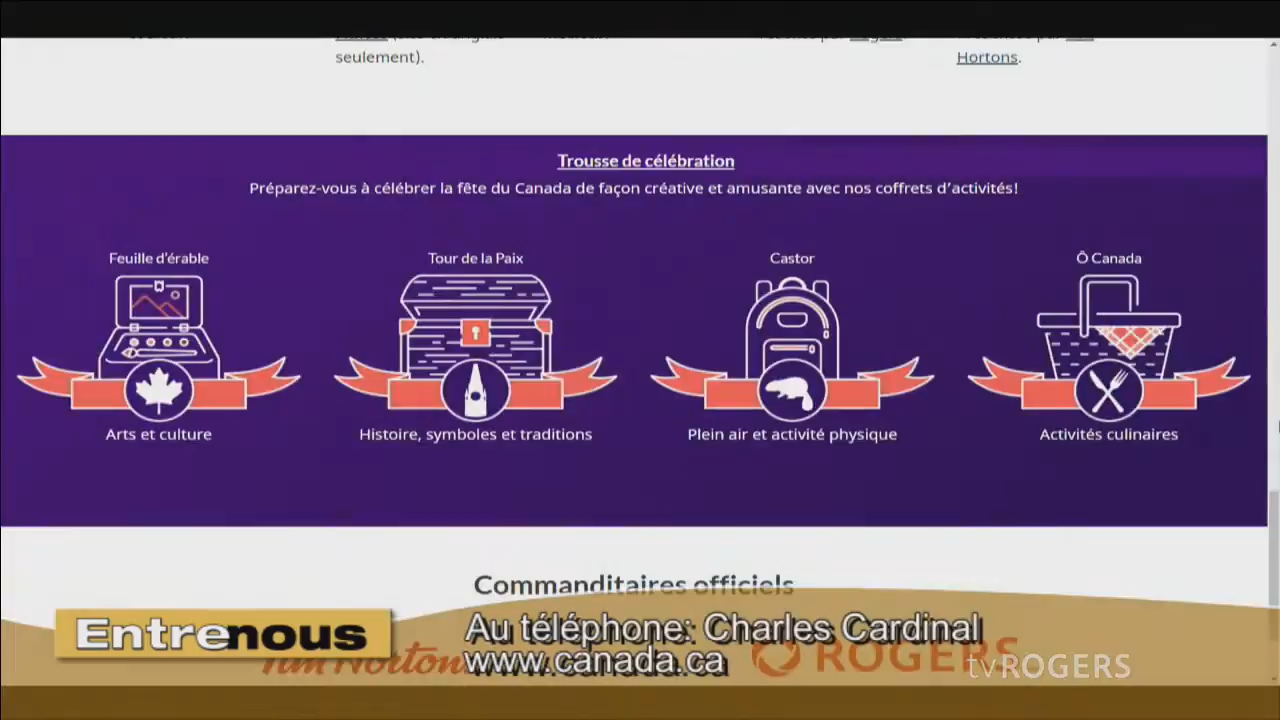 seulement).
Hortons.
Trousse de célébration
Préparez-vous à célébrer la fête du Canada de façon créative et amusante avec nos coffrets d'activités!
Feuille d'érable
Tour de la Paix
Castor
Ô Canada
Arts et culture
Histoire, symboles et traditions
Plein air et activité physique
Activités culinaires
Commanditaires officiels
Entrenous
Au téléphone: Charles Cardinal
www.canada.ca
Tim Hortons
ROGERS
tvROGERS